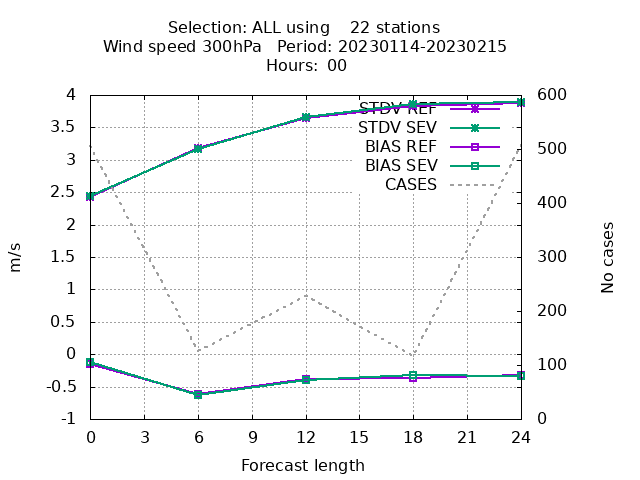 Selection: ALL using    22 stations
Wind speed 300hPa   Period: 20230114-20230215
Hours:  00
4
3.5
3
2.5
2
1.5
1
0.5
0
-0.5
-1
m/s
STDV REF
STDV SEV
BIAS REF
BIAS SEV
CASES
600
500
400
300
200
100
0
No cases
0 3 6 9 12 15 18 21 24
Forecast length